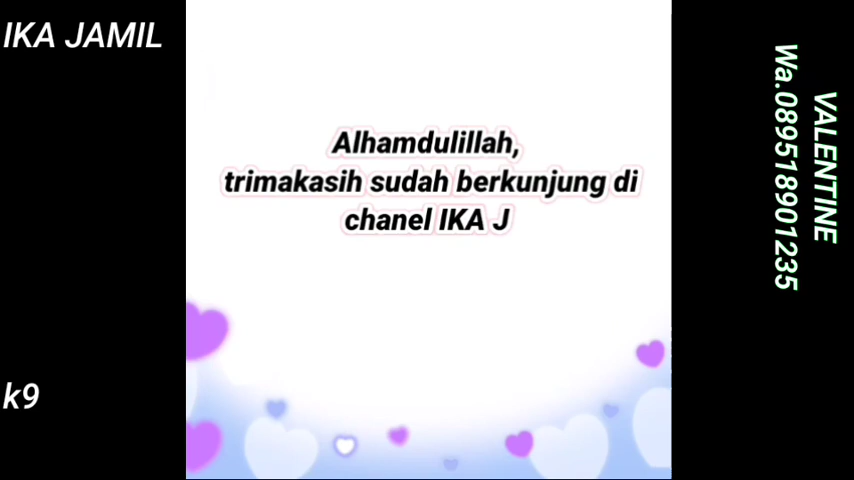 IKA JAMIL
Alhamdulillah,
trimakasih sudah berkunjung di
chanel IKA J
k9
VALENTINE
Wa.089518901235